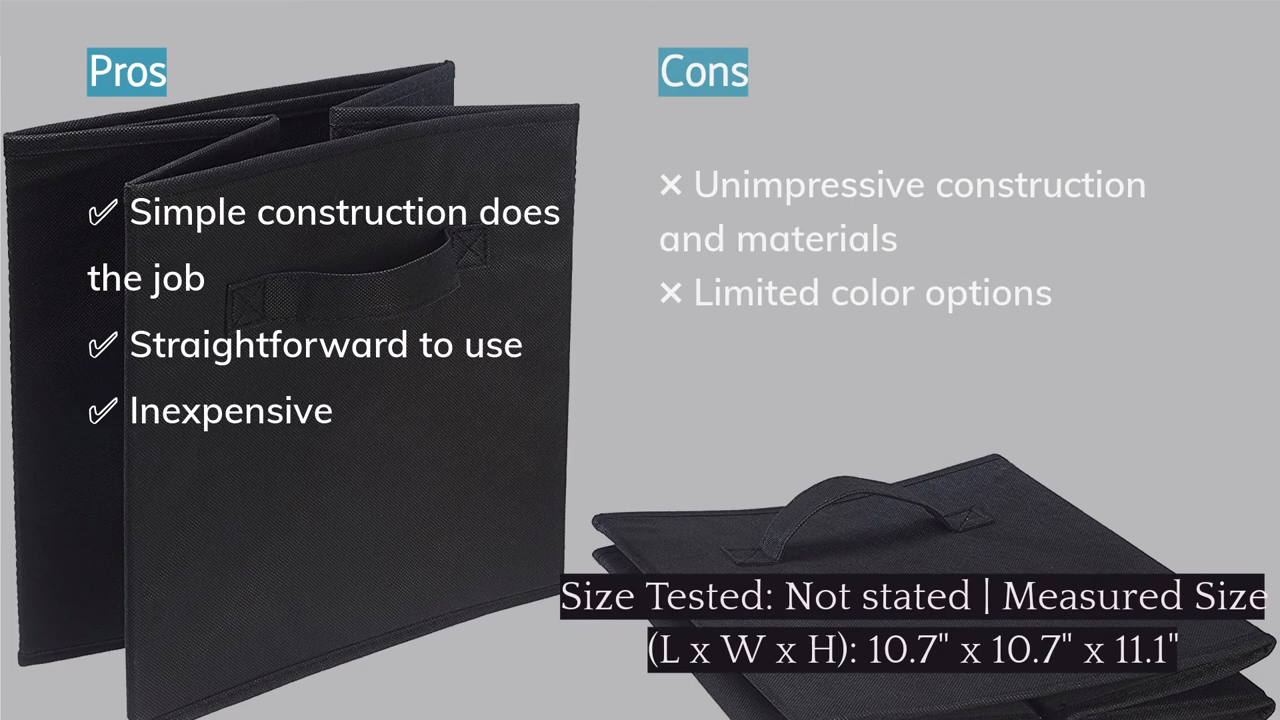 Pros
✅ Simple construction does
the job
✅ Straightforward to use
✅ Inexpensive
Cons
× Unimpressive construction
and materials
× Limited color options
Size Tested: Not stated | Measured Size
(L x W x H): 10.7" x 10.7" x 11.1"